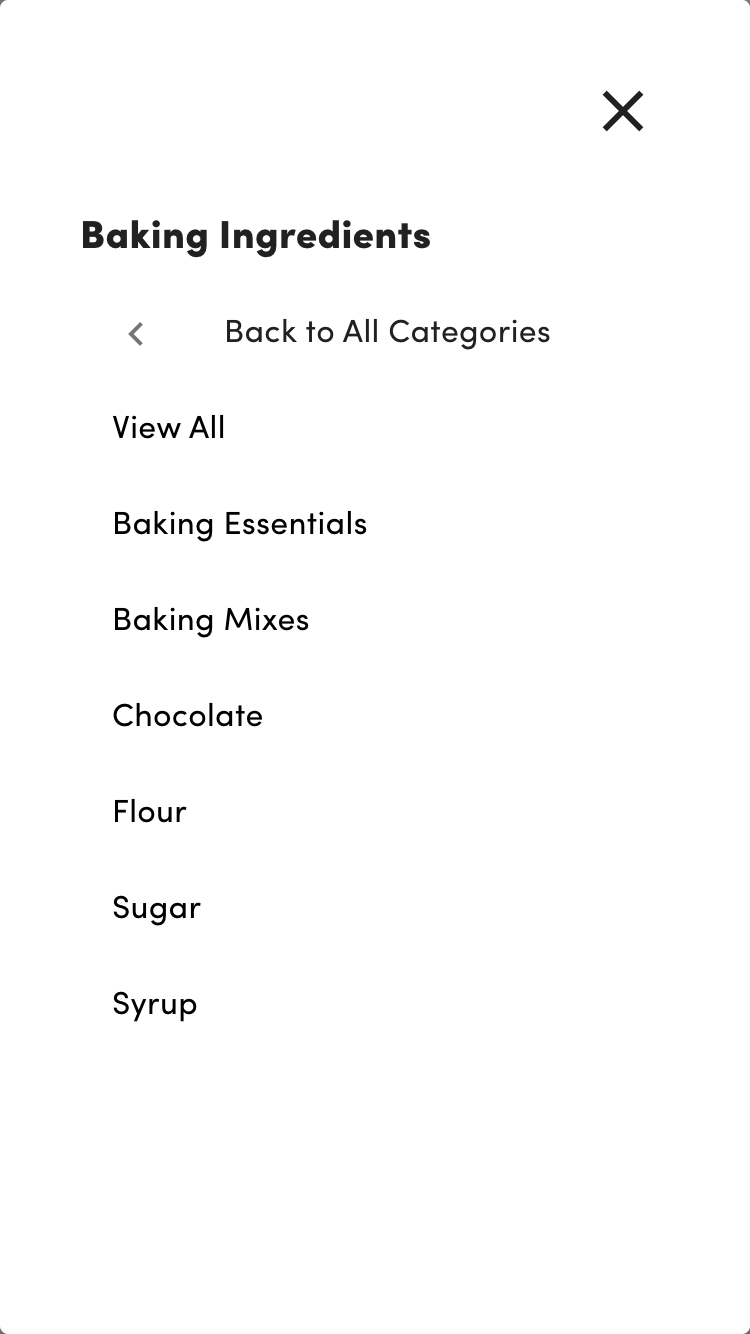 Baking Ingredients
Back to All Categories
View All
Baking Essentials
Baking Mixes
Chocolate
Flour
Sugar
Syrup